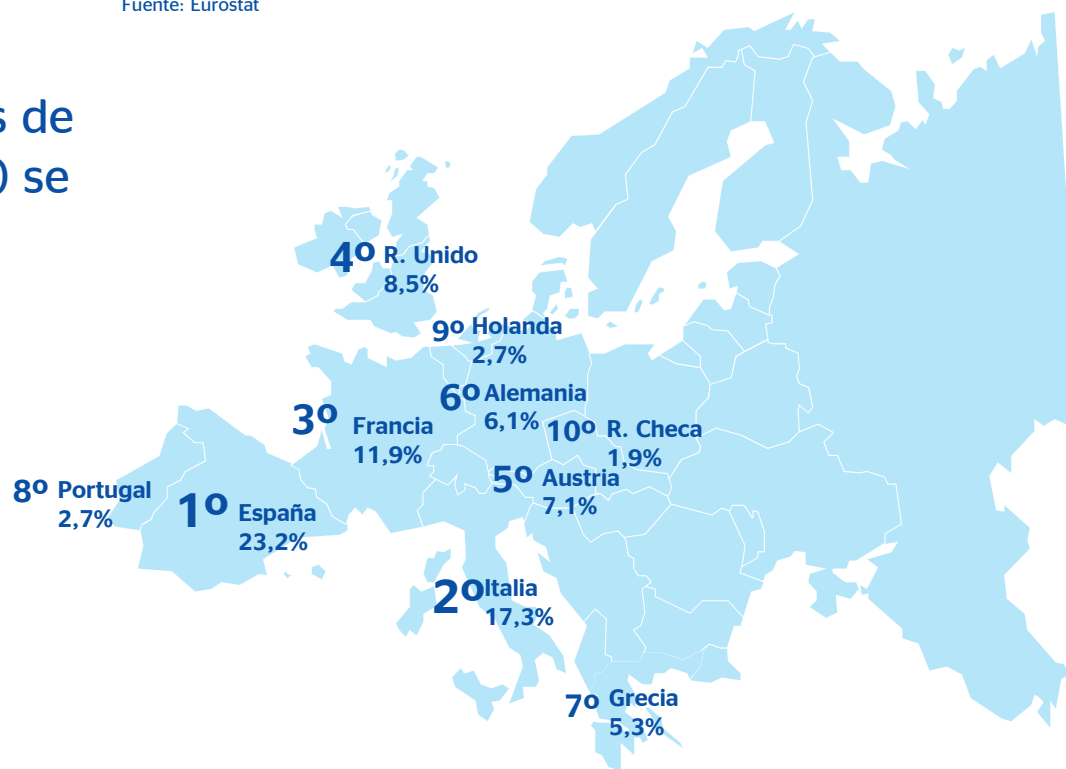 Fuente: Eurostat
s de
se
4º R. Unido
8,5%
9º Holanda
2,7%
6º Alemania
6,1%
3º Francia
11,9%
10º R. Checa
1,9%
5º Austria
7,1%
8º Portugal
2,7%
1º España
23,2%
2º Italia
17,3%
7º Grecia
5,3%